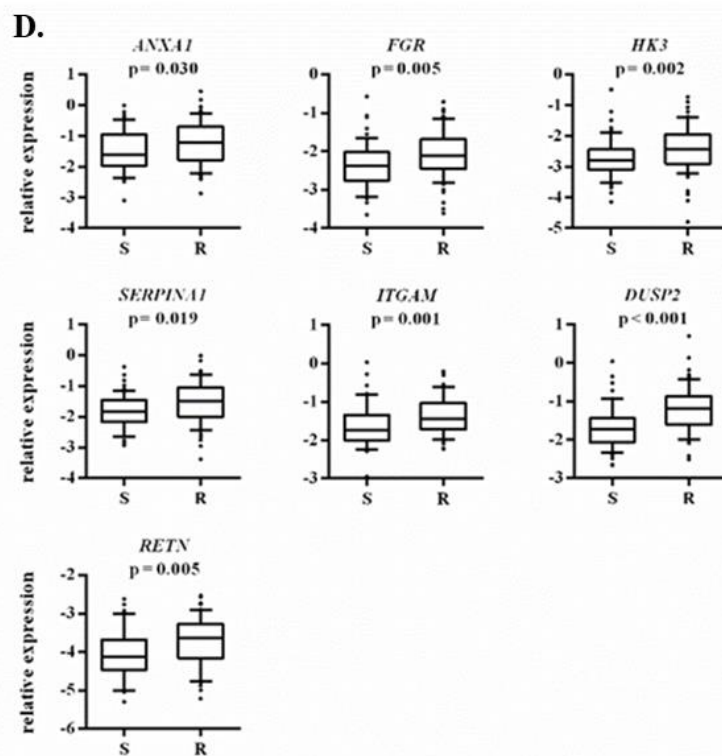 D.
ANXA1
p= 0.030
relative expression
1
0
-1
-2
-3
-4
S R
FGR
p= 0.005
0
-1
-2
-3
-4
S R
HK3
p= 0.002
0
-1
-2
-3
-4
-5
S R
SERPINA1
p= 0.019
relative expression
1
0
-1
-2
-3
-4
S R
ITGAM
p= 0.001
1
0
-1
-2
-3
S R
DUSP2
p< 0.001
1
0
-1
-2
-3
S R
RETN
p= 0.005
relative expression
-2
-3
-4
-5
-6
S R